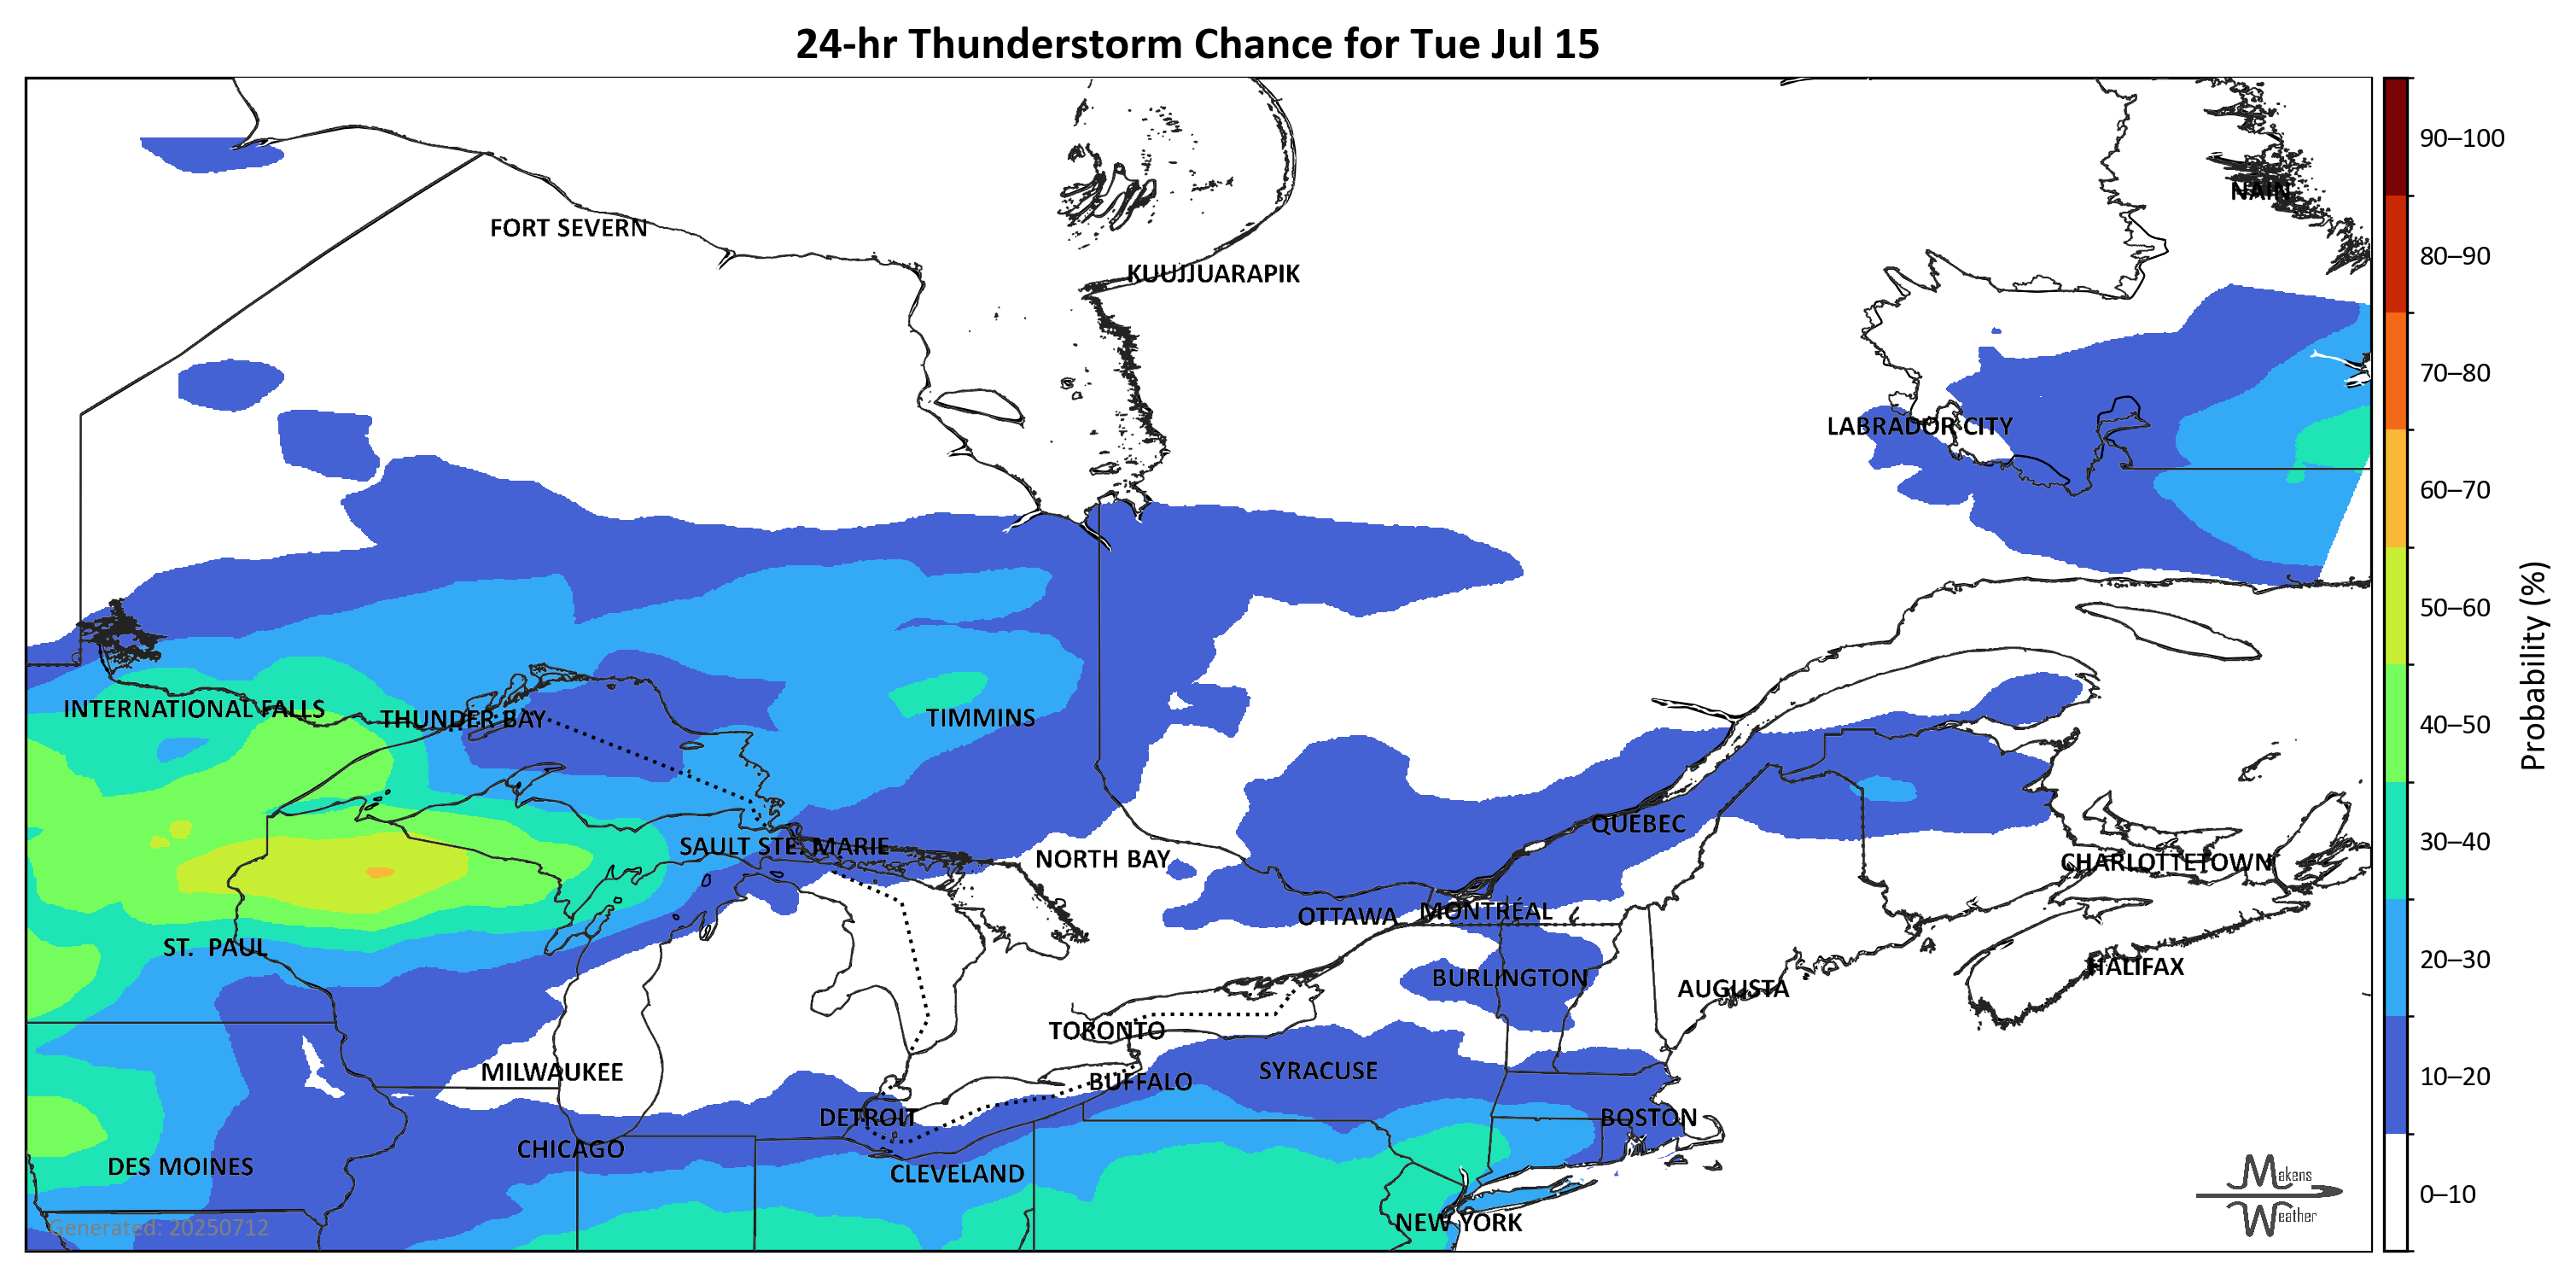 24-hr Thunderstorm Chance for Tue Jul 15
90–100
NAIN
FORT SEVERN
80–90
KUUJJUARAPIK
70–80
LABRADOR CITY
60–70
50–60
Probability (%)
INTERNATIONAL FALLS
THUNDER BAY
TIMMINS
40–50
QUEBEC
SAULT STE. MARIE
30–40
NORTH BAY
CHARLOTTETOWN
OTTAWA
MONTRÉAL
ST. PAUL
20–30
HALIFAX
BURLINGTON
AUGUSTA
TORONTO
MILWAUKEE
SYRACUSE
10–20
BUFFALO
DETROIT
BOSTON
CHICAGO
DES MOINES
CLEVELAND
Makens
Weather
0–10
NEW YORK
Generated: 20250712